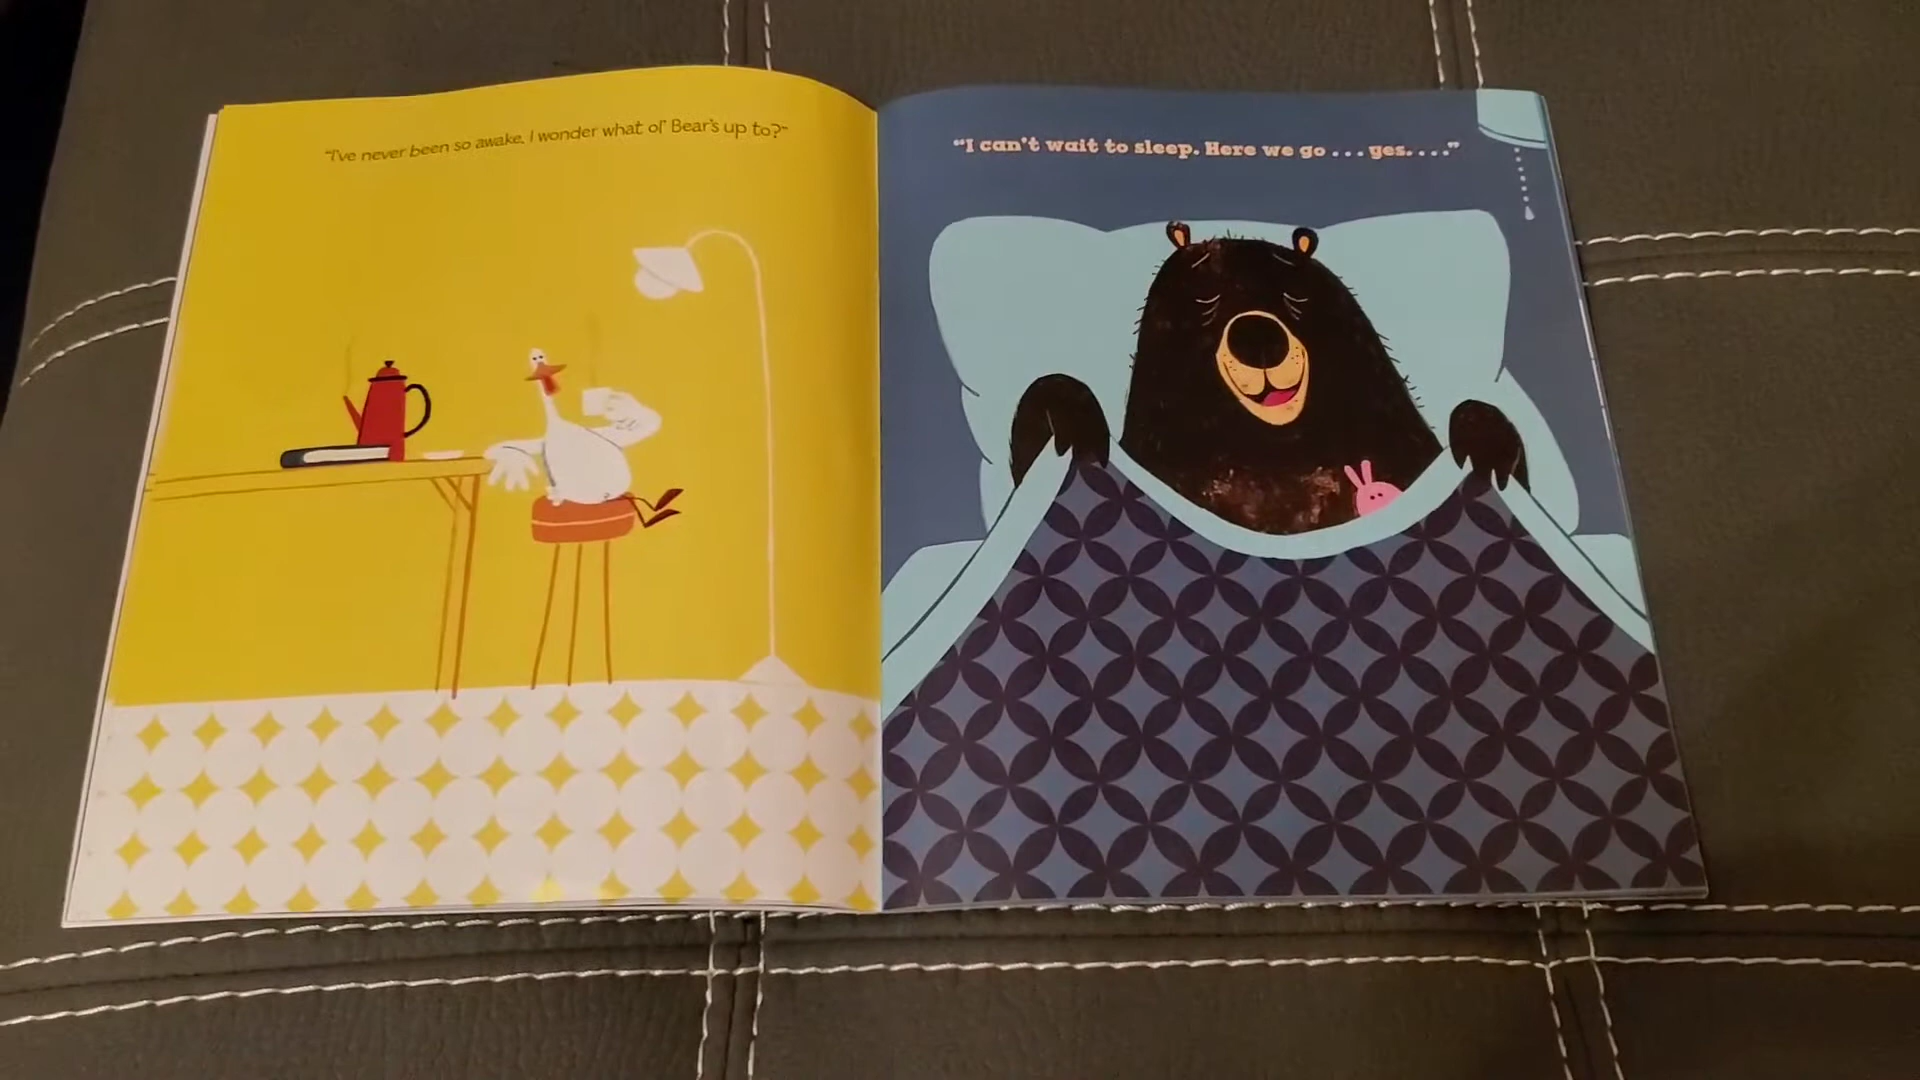 “I've never been so awake. I wonder what ol' Bear's up to?”
“I can't wait to sleep. Here we go . . . yes. . . .”